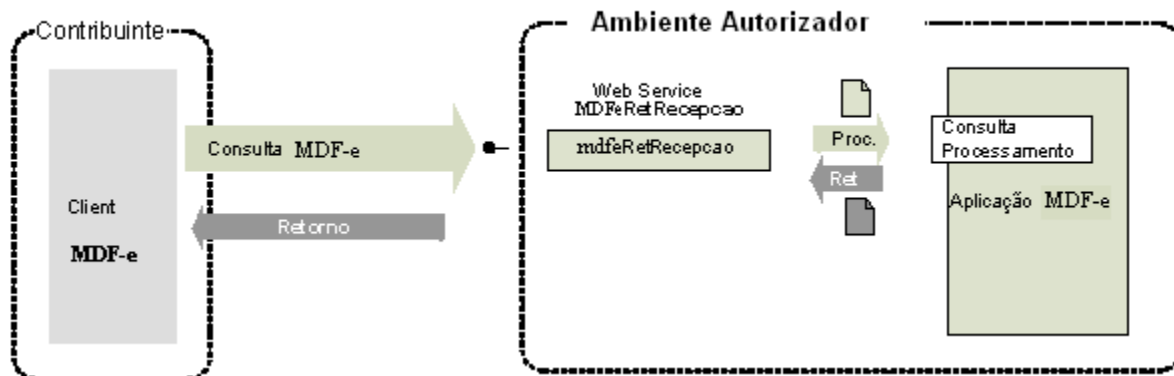 Contribuinte
Client
MDF-e
Consulta MDF-e
Retorno
Ambiente Autorizador
Web Service
MDFeRetRecepcao
mdfeRetRecepcao
Proc.
Ret
Consulta
Processamento
Aplicação MDF-e